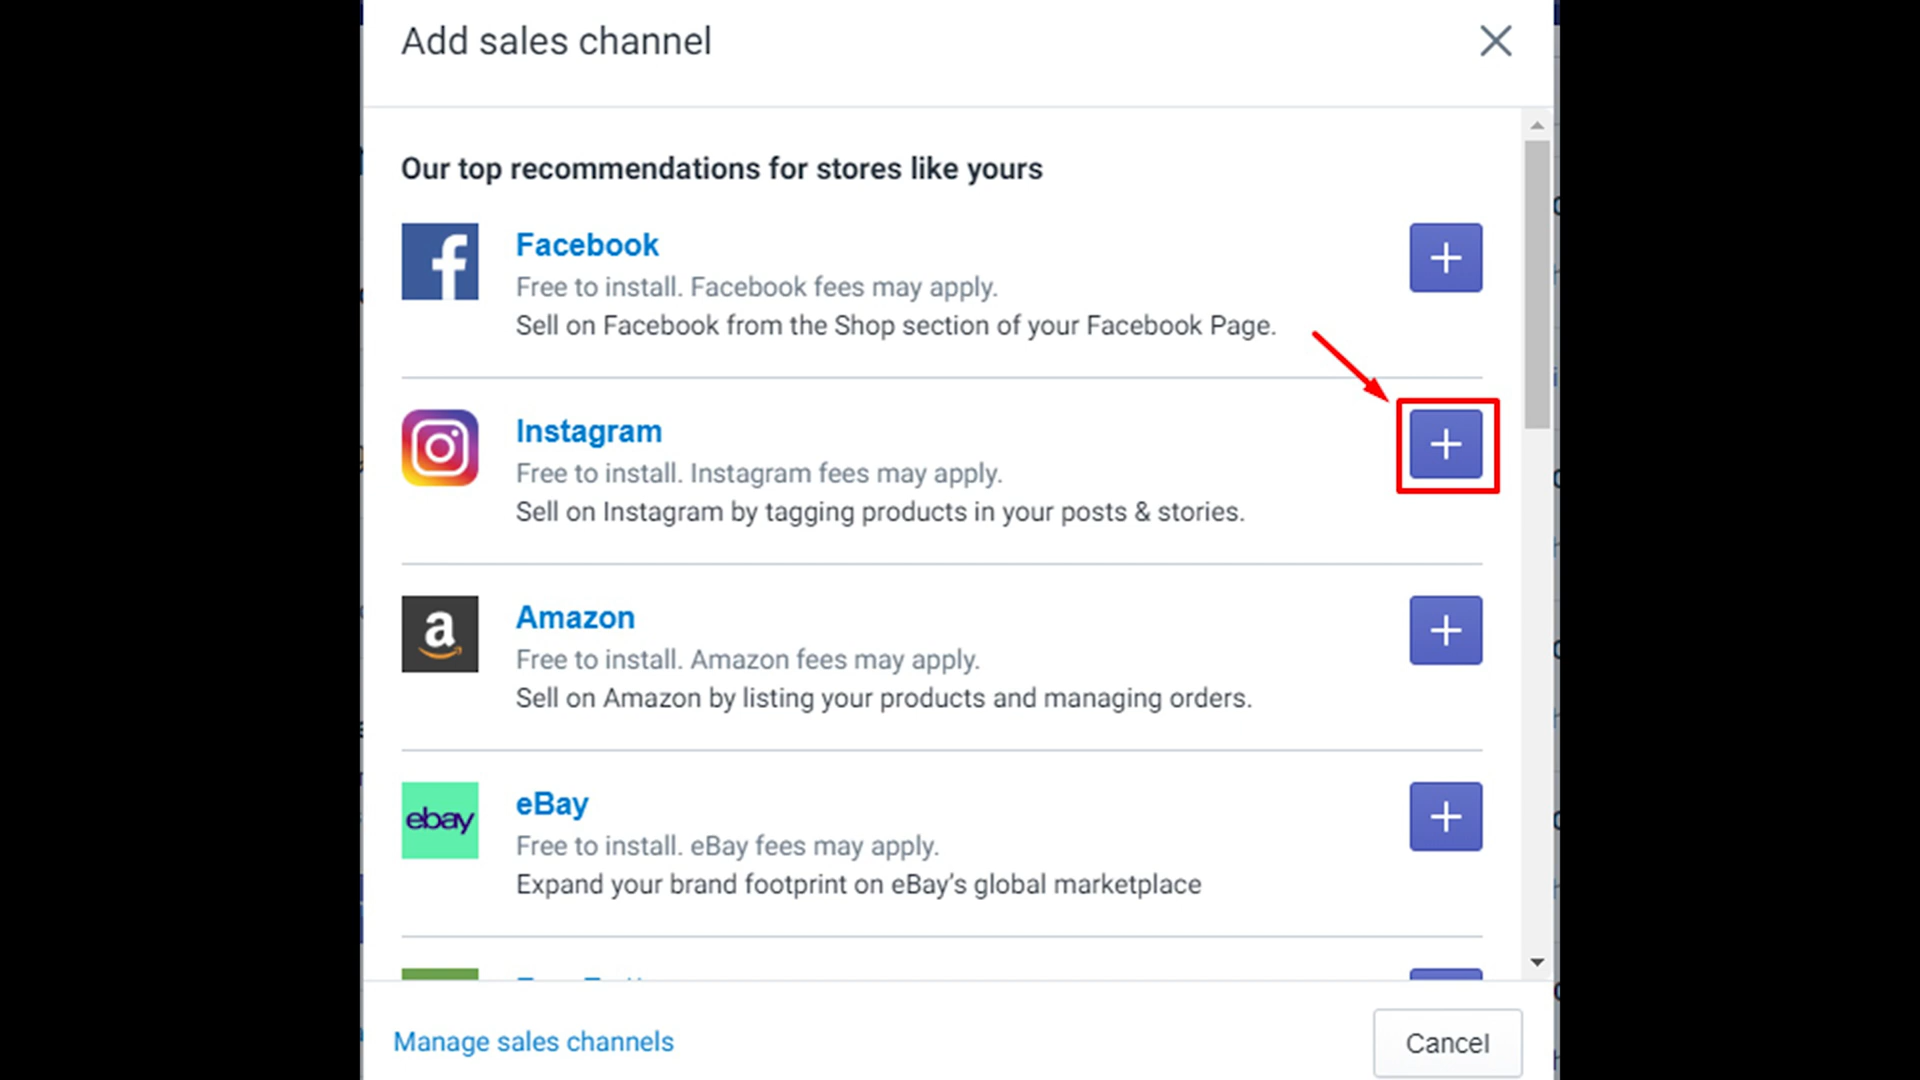 Add sales channel
Our top recommendations for stores like yours
Facebook
Free to install. Facebook fees may apply.
Sell on Facebook from the Shop section of your Facebook Page.
Instagram
Free to install. Instagram fees may apply.
Sell on Instagram by tagging products in your posts & stories.
a
Amazon
Free to install. Amazon fees may apply.
Sell on Amazon by listing your products and managing orders.
ebay
eBay
Free to install. eBay fees may apply.
Expand your brand footprint on eBay's global marketplace
Manage sales channels
Cancel